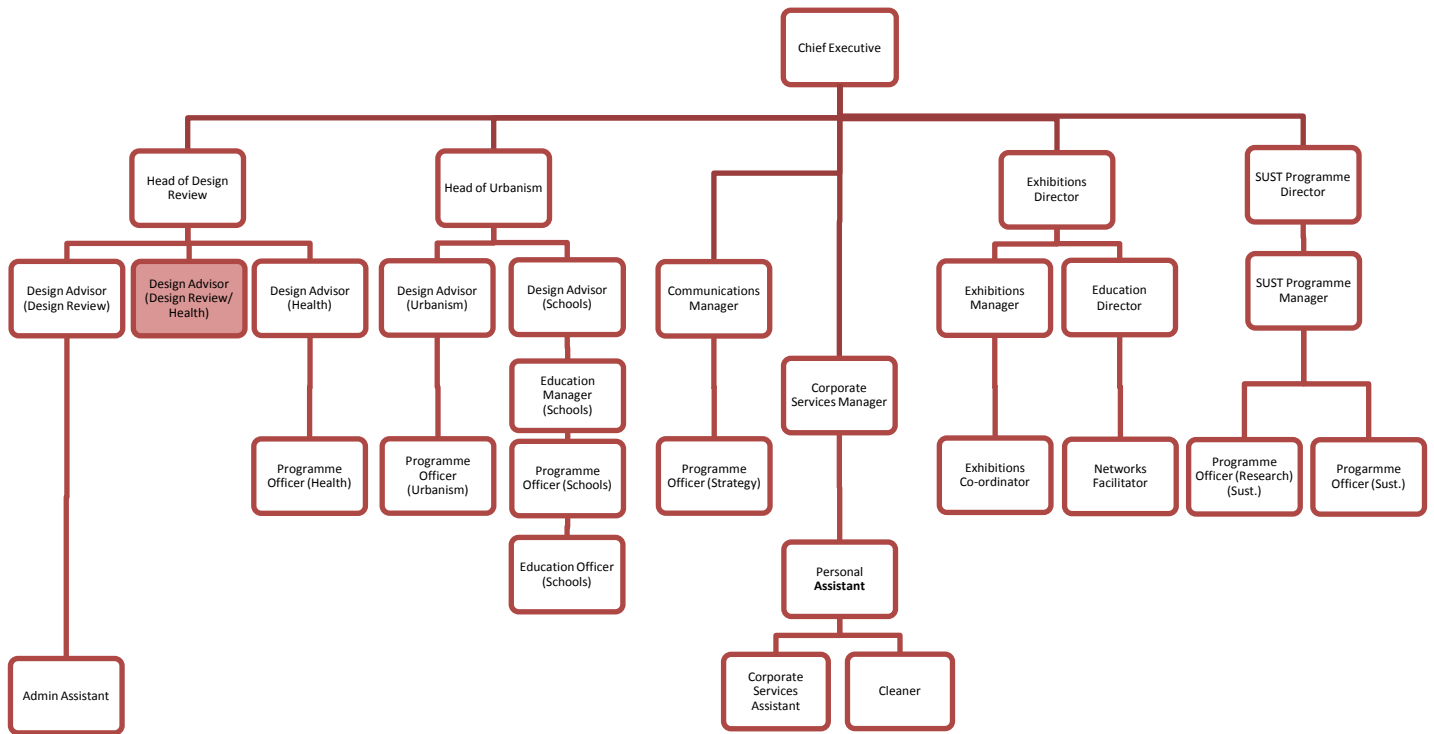 Chief Executive
Head of Design
Review
Head of Urbanism
Exhibitions
Director
SUST Programme
Director
Design Advisor
(Design Review)
Design Advisor
(Design Review/
Health)
Design Advisor
(Health)
Design Advisor
(Urbanism)
Design Advisor
(Schools)
Communications
Manager
Exhibitions
Manager
Education
Director
SUST Programme
Manager
Education
Manager
(Schools)
Corporate
Services Manager
Programme
Officer (Health)
Programme
Officer
(Urbanism)
Programme
Officer (Schools)
Programme
Officer (Strategy)
Exhibitions
Co-ordinator
Networks
Facilitator
Programme
Officer (Research)
(Sust.)
Progarmme
Officer (Sust.)
Education Officer
(Schools)
Personal
Assistant
Admin Assistant
Corporate
Services
Assistant
Cleaner